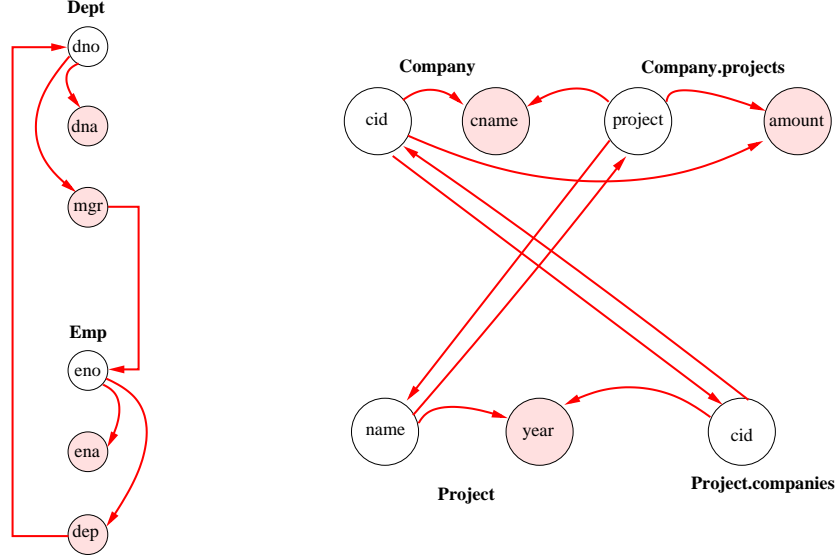 Dept
dno
dna
mgr
Emp
eno
ena
dep
Company
Company.projects
cid
cname
project
amount
name
year
cid
Project
Project.companies